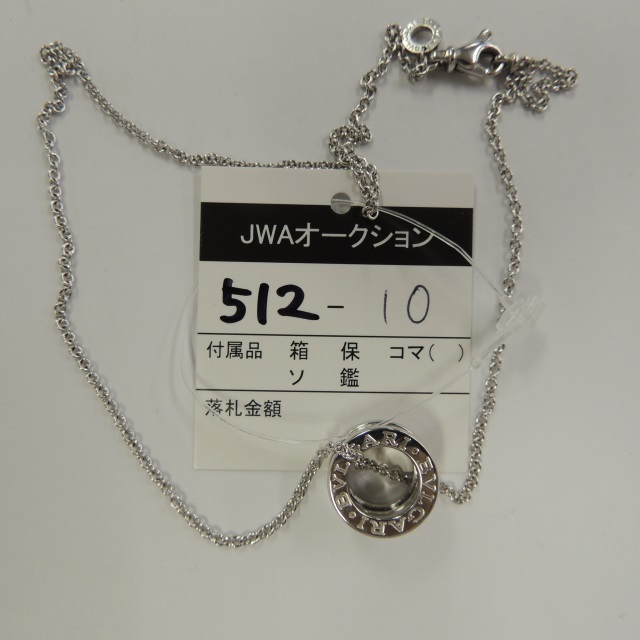 JWAオークション
512- 10
付属品 箱 保 コマ( )
ソ 鑑
落札金額
BVLGARI • BVLGARI •